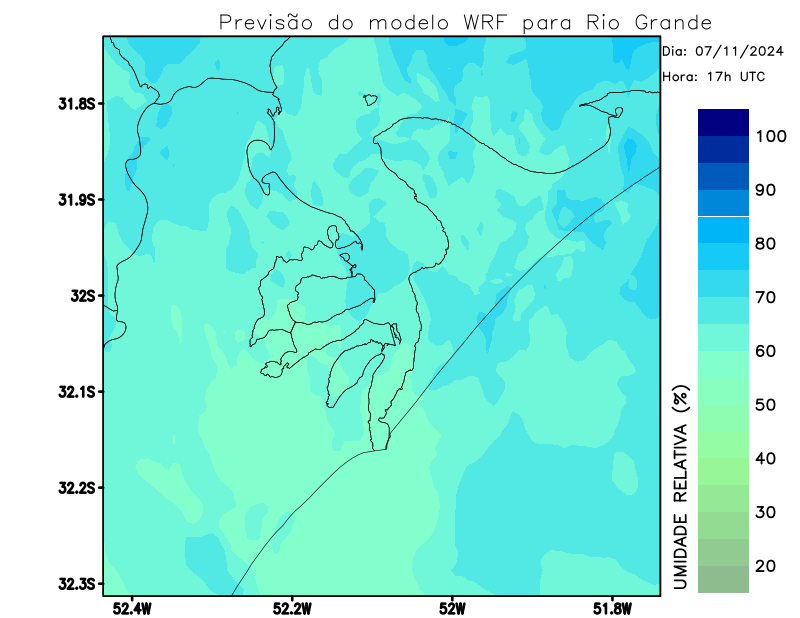 Previsão do modelo WRF para Rio Grande
Dia: 07/11/2024
Hora: 17h UTC
31.8S
31.9S
32S
32.1S
32.2S
32.3S
52.4W
52.2W
52W
51.8W
100
90
80
70
60
50
40
30
20
UMIDADE RELATIVA (%)